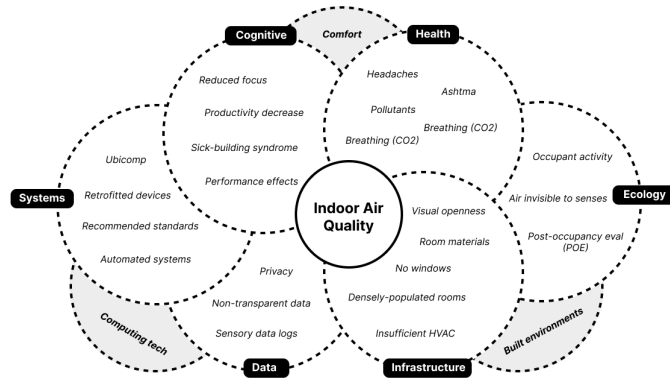 Cognitive
Comfort
Health
Reduced focus
Productivity decrease
Sick-building syndrome
Performance effects
Headaches
Ashtma
Pollutants
Breathing (CO2)
Breathing (CO2)
Systems
Ubicomp
Retrofitted devices
Recommended standards
Automated systems
Indoor Air
Quality
Ecology
Occupant activity
Air invisible to senses
Post-occupancy eval
(POE)
Visual openness
Room materials
No windows
Densely-populated rooms
Insufficient HVAC
Privacy
Non-transparent data
Sensory data logs
Computing tech
Data
Infrastructure
Built environments